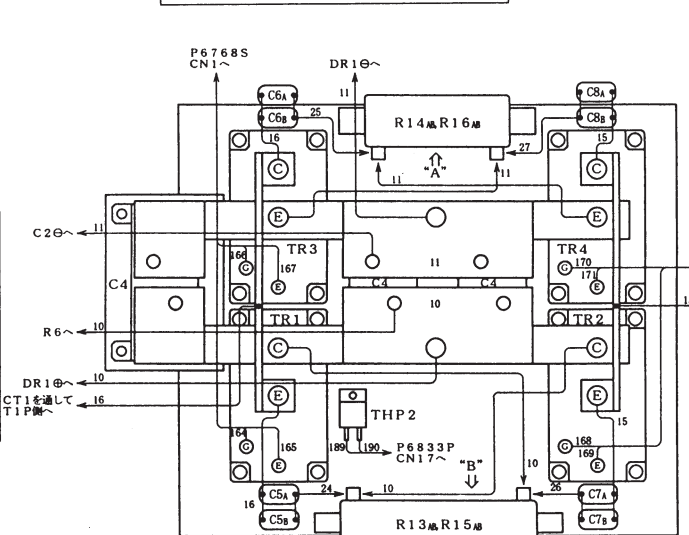 P6768S
CN1へ
DR1⊖へ
11
C6A
C6B
25
16
R14AB,R16AB
C8A
C8B
15
27
"A"
C
C
11
11
E
E
E
E
C2⊖へ
11
TR3
TR4
166
167
170
171
G
E
G
E
C4
11
C4
C4
10
R6へ
10
TR1
TR2
C
C
DR1⊕へ
10
CT1を通して
T1P側へ
16
E
E
THP2
15
164
165
G
E
189
190
P6833P
CN17へ
168
169
G
E
"B"
10
C5A
24
10
26
C7A
16
C5B
R13AB,R15AB
C7B